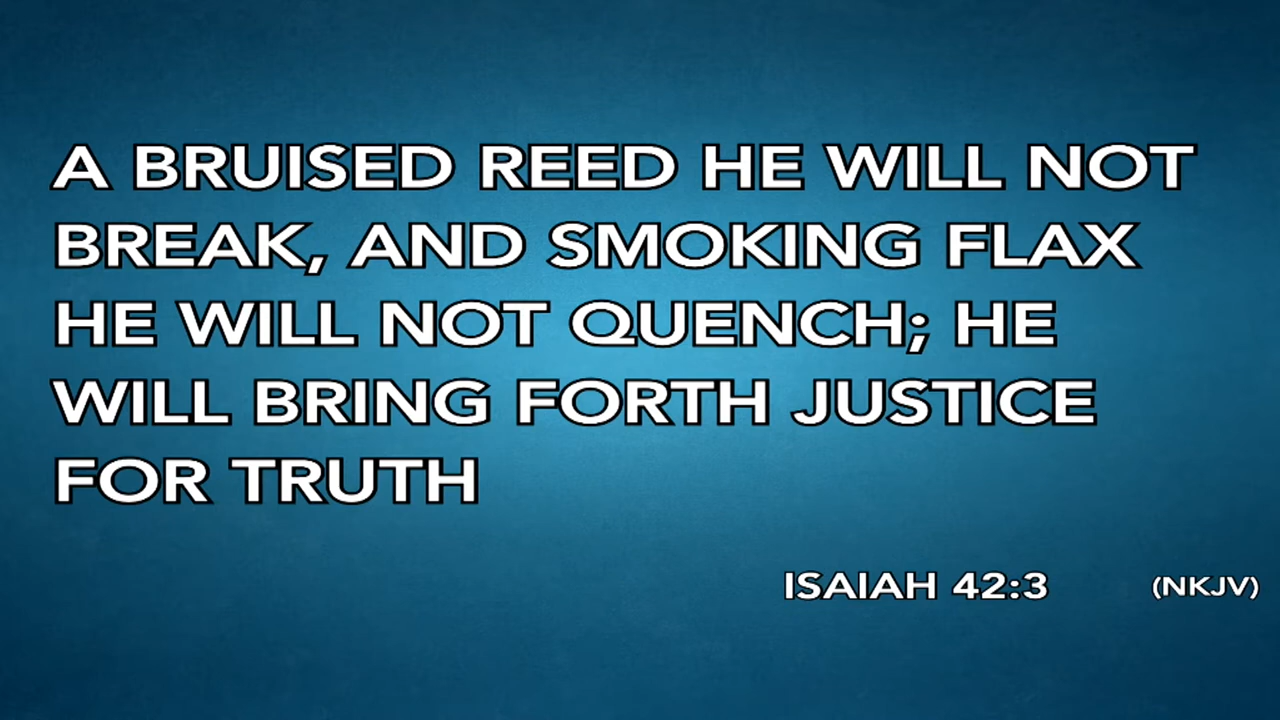 A BRUISED REED HE WILL NOT
BREAK, AND SMOKING FLAX
HE WILL NOT QUENCH; HE
WILL BRING FORTH JUSTICE
FOR TRUTH
ISAIAH 42:3 (NKJV)